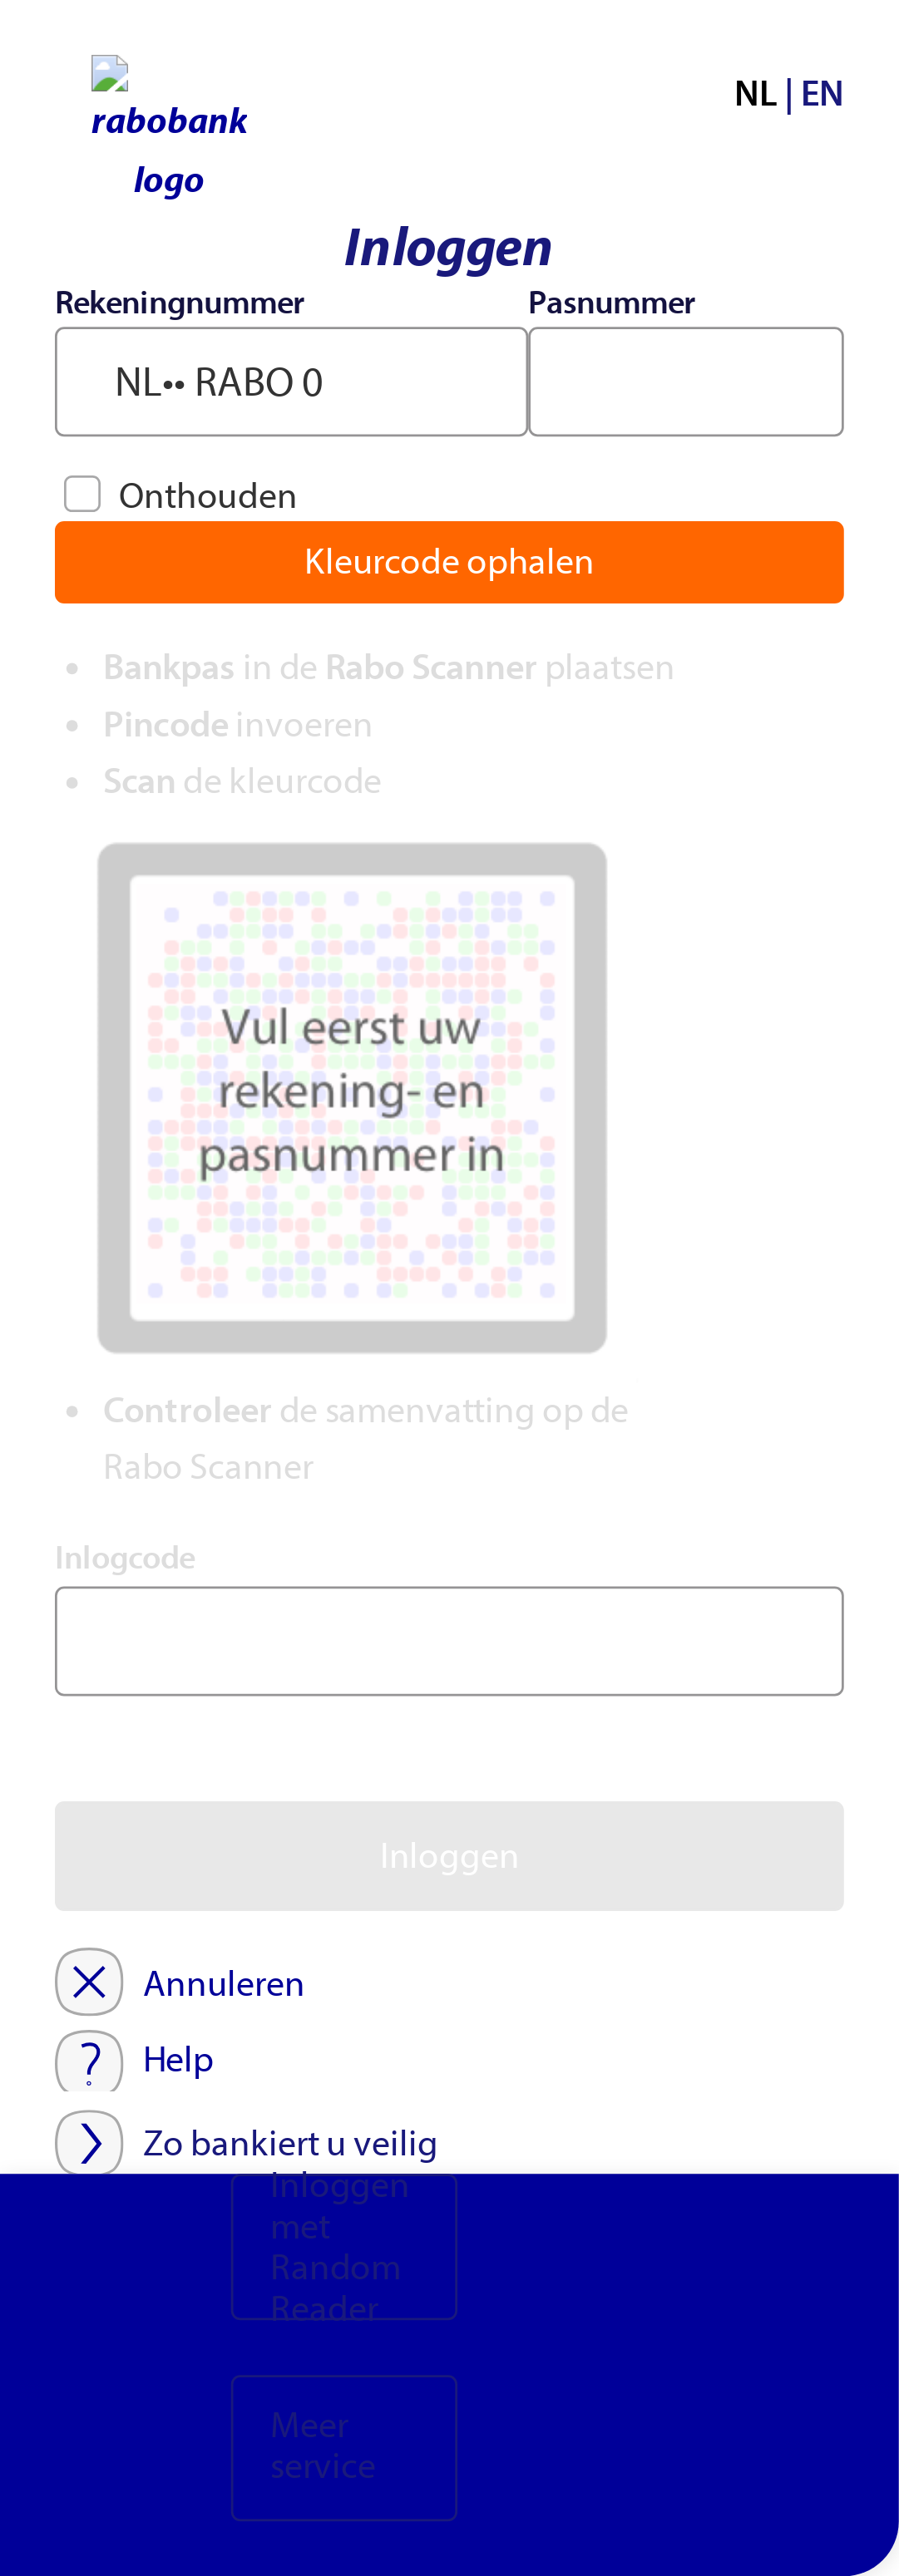 rabobank
logo
NL | EN
Inloggen
Rekeningnummer
Pasnummer
NL•• RABO 0
Onthouden
Kleurcode ophalen
• Bankpas in de Rabo Scanner plaatsen
• Pincode invoeren
• Scan de kleurcode
Vul eerst uw
rekening- en
pasnummer in
• Controleer de samenvatting op de
Rabo Scanner
Inlogcode
Inloggen
Annuleren
? Help
Zo bankiert u veilig
Inloggen
met
Random
Reader
Meer
service